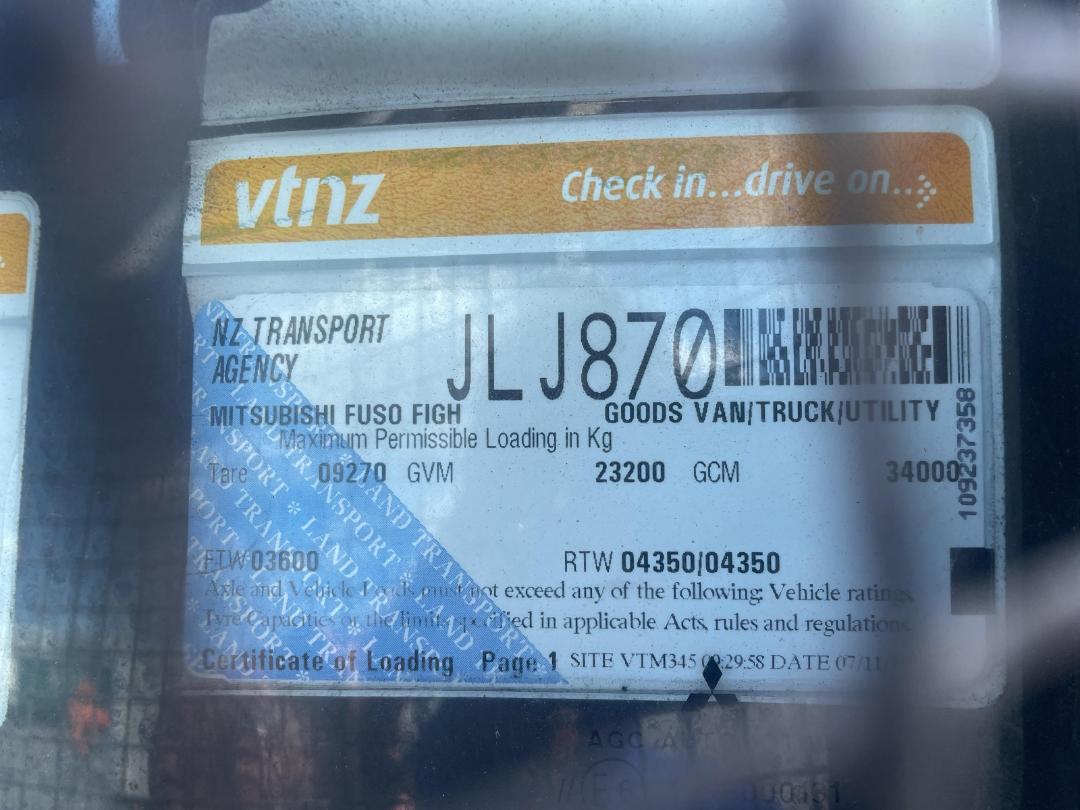 vtnz
Check in...drive on...
NZ TRANSPORT
AGENCY
JLJ870
MITSUBISHI FUSO FIGH GOODS VAN/TRUCK/UTILITY
Maximum Permissible Loading in Kg
Tare 09270 GVM 23200 GCM 34000
109237358
FTW 03600 RTW 04350/04350
Axle and Vehicle Loads must not exceed any of the following: Vehicle ratings,
Tyre Capacities or the limits specified in applicable Acts, rules and regulations.
Certificate of Loading Page 1 SITE VTM345 DATE 07/11
AGC